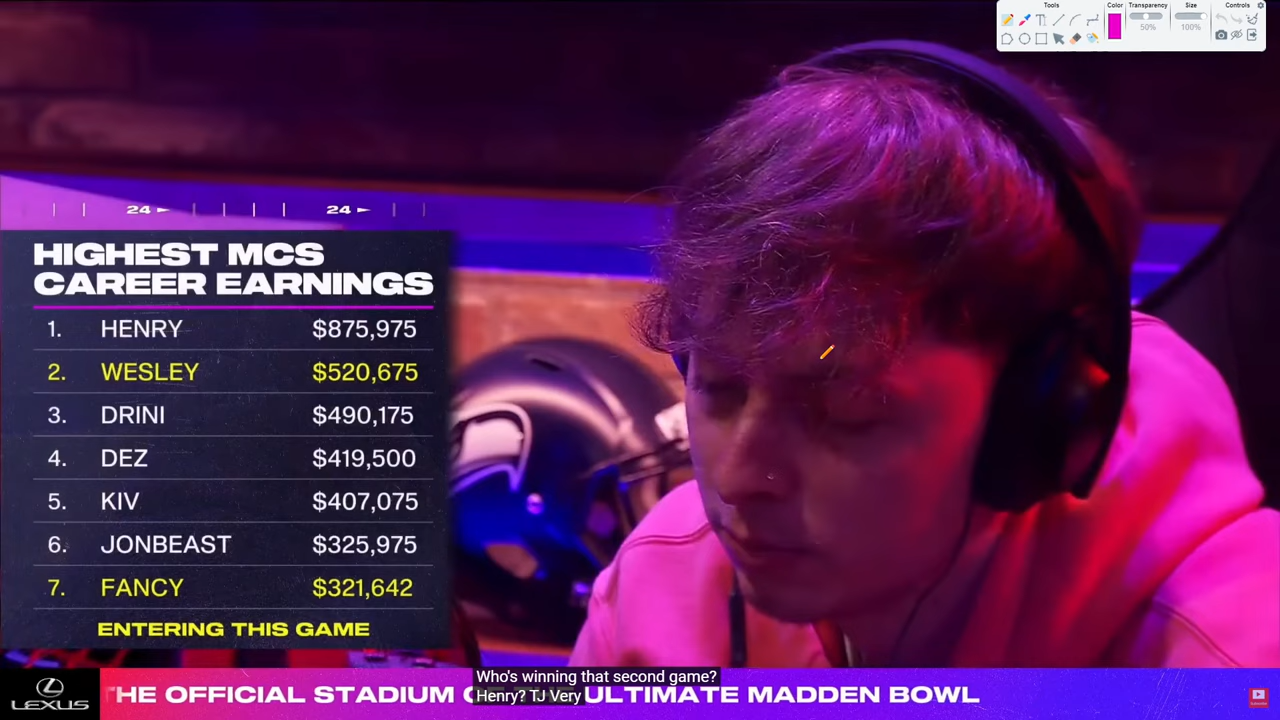 Tools
Color
Transparency
Size
Controls
50%
100%
24
24
HIGHEST MCS
CAREER EARNINGS
1. HENRY $875,975
2. WESLEY $520,675
3. DRINI $490,175
4. DEZ $419,500
5. KIV $407,075
6. JONBEAST $325,975
7. FANCY $321,642
ENTERING THIS GAME
Who's winning that second game?
Henry? TJ Very
LEXUS
THE OFFICIAL STADIUM O ULTIMATE MADDEN BOWL